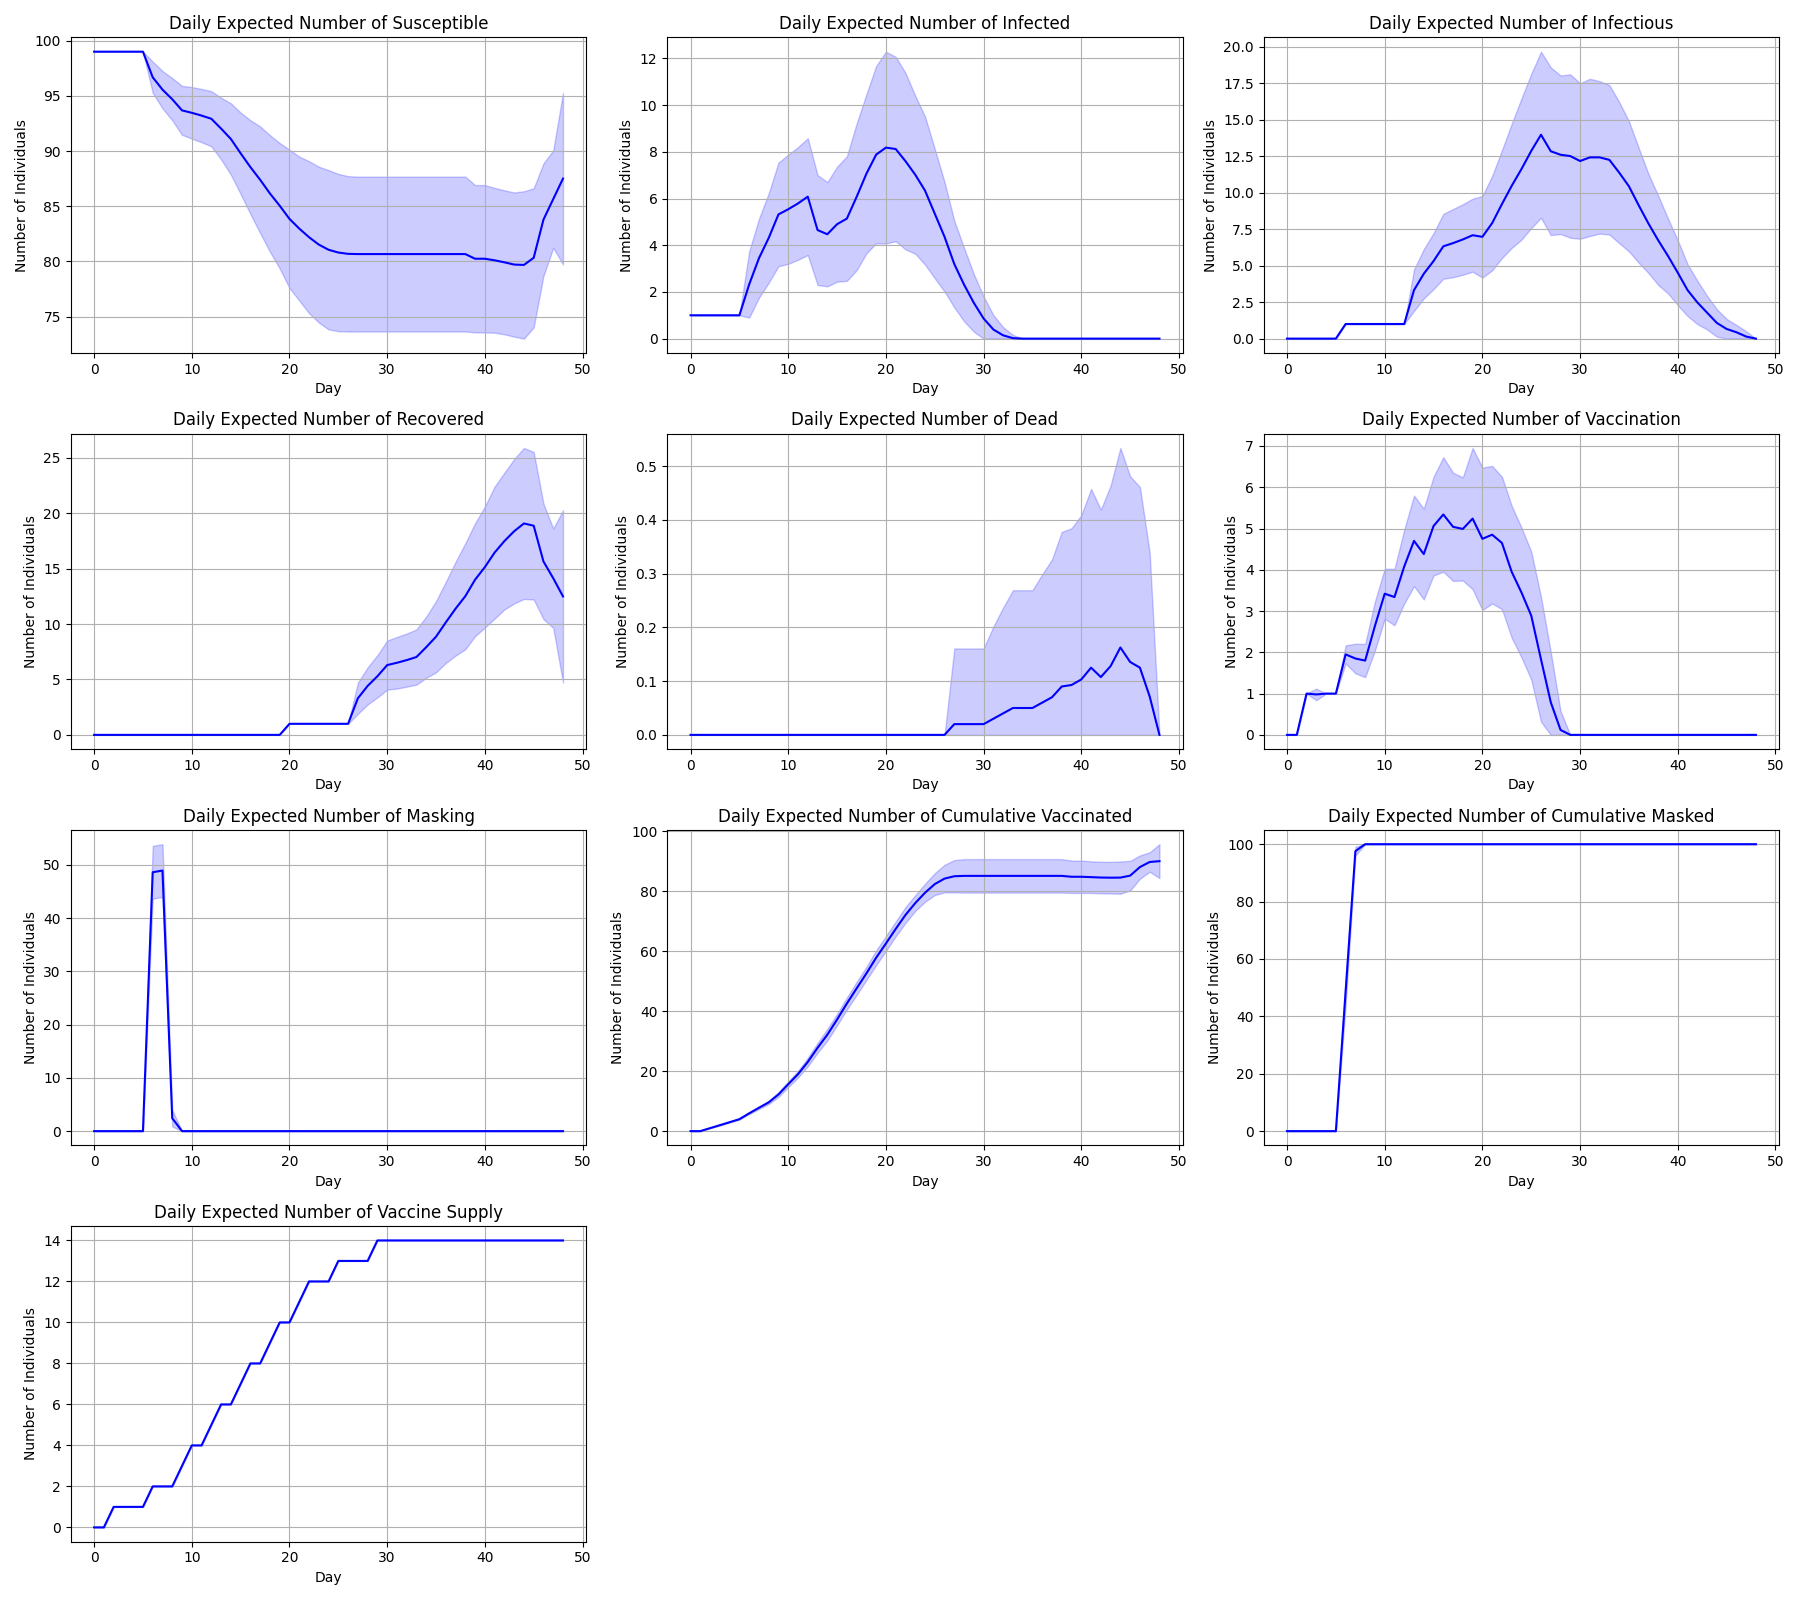 Daily Expected Number of Susceptible
Number of Individuals
100
95
90
85
80
75
0 10 20 30 40 50
Day
Daily Expected Number of Infected
Number of Individuals
12
10
8
6
4
2
0
0 10 20 30 40 50
Day
Daily Expected Number of Infectious
Number of Individuals
20.0
17.5
15.0
12.5
10.0
7.5
5.0
2.5
0.0
0 10 20 30 40 50
Day
Daily Expected Number of Recovered
Number of Individuals
25
20
15
10
5
0
0 10 20 30 40 50
Day
Daily Expected Number of Dead
Number of Individuals
0.5
0.4
0.3
0.2
0.1
0.0
0 10 20 30 40 50
Day
Daily Expected Number of Vaccination
Number of Individuals
7
6
5
4
3
2
1
0
0 10 20 30 40 50
Day
Daily Expected Number of Masking
Number of Individuals
50
40
30
20
10
0
0 10 20 30 40 50
Day
Daily Expected Number of Cumulative Vaccinated
Number of Individuals
100
80
60
40
20
0
0 10 20 30 40 50
Day
Daily Expected Number of Cumulative Masked
Number of Individuals
100
80
60
40
20
0
0 10 20 30 40 50
Day
Daily Expected Number of Vaccine Supply
Number of Individuals
14
12
10
8
6
4
2
0
0 10 20 30 40 50
Day